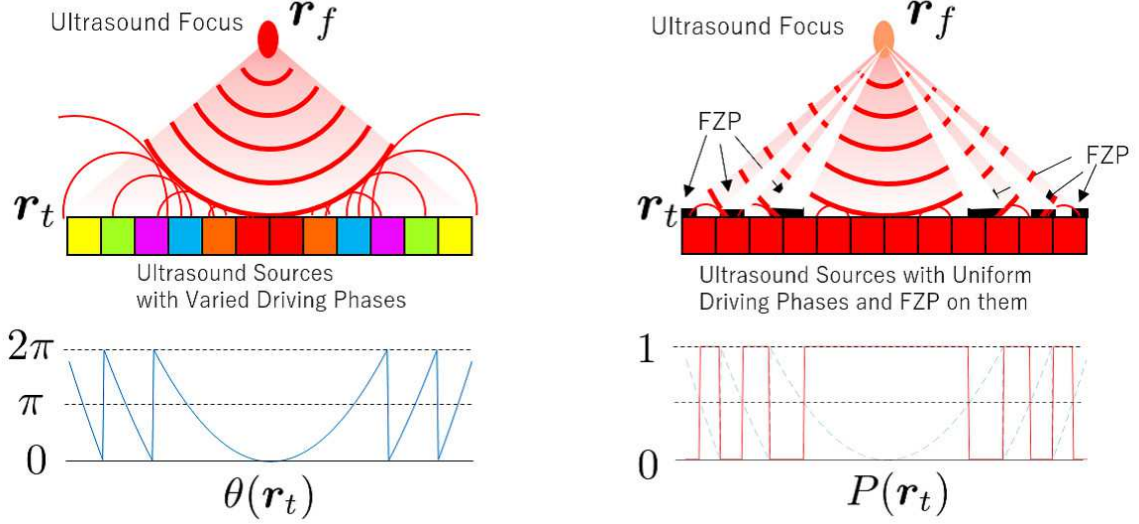 Ultrasound Focus
r_f
r_t
Ultrasound Sources
with Varied Driving Phases
2π
π
0
θ(r_t)
Ultrasound Focus
r_f
FZP
FZP
r_t
Ultrasound Sources with Uniform
Driving Phases and FZP on them
1
0
P(r_t)